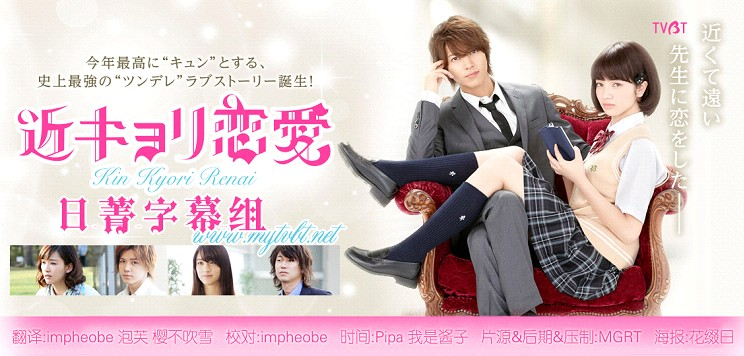 今年最高に“キュン”とする、
史上最強の“ツンデレ”ラブストーリー誕生!
近キョリ恋愛
Kin Kyori Renai
日菁字幕组
www.mytvbt.net
TVBT
近くて遠い
先生に恋をした——
翻译:impheobe 泡芙 樱不吹雪 校对:impheobe 时间:Pipa 我是酱子 片源&后期&压制:MGRT 海报:花缀日